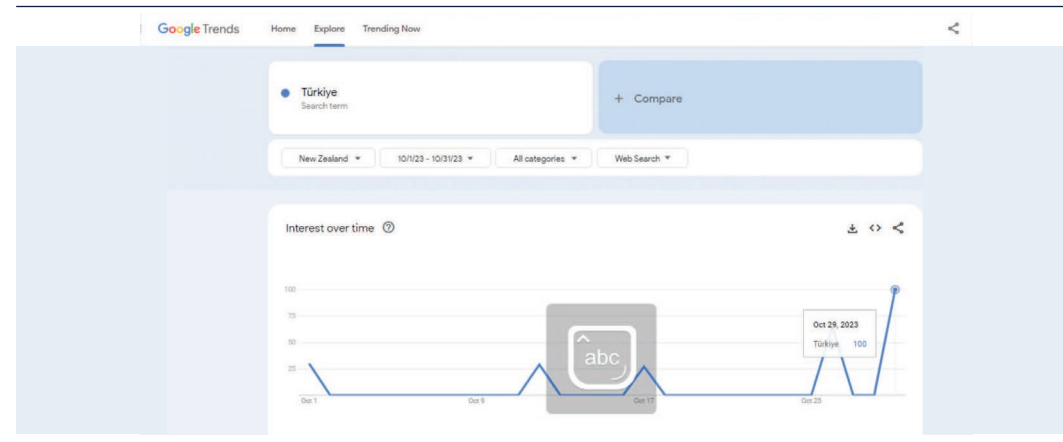 Google Trends Home Explore Trending Now
Türkiye
Search term
+ Compare
New Zealand 10/1/23 - 10/31/23 All categories Web Search
Interest over time
100
75
50
25
Oct 29, 2023
Türkiye 100
abc
Oct 1 Oct 9 Oct 17 Oct 25